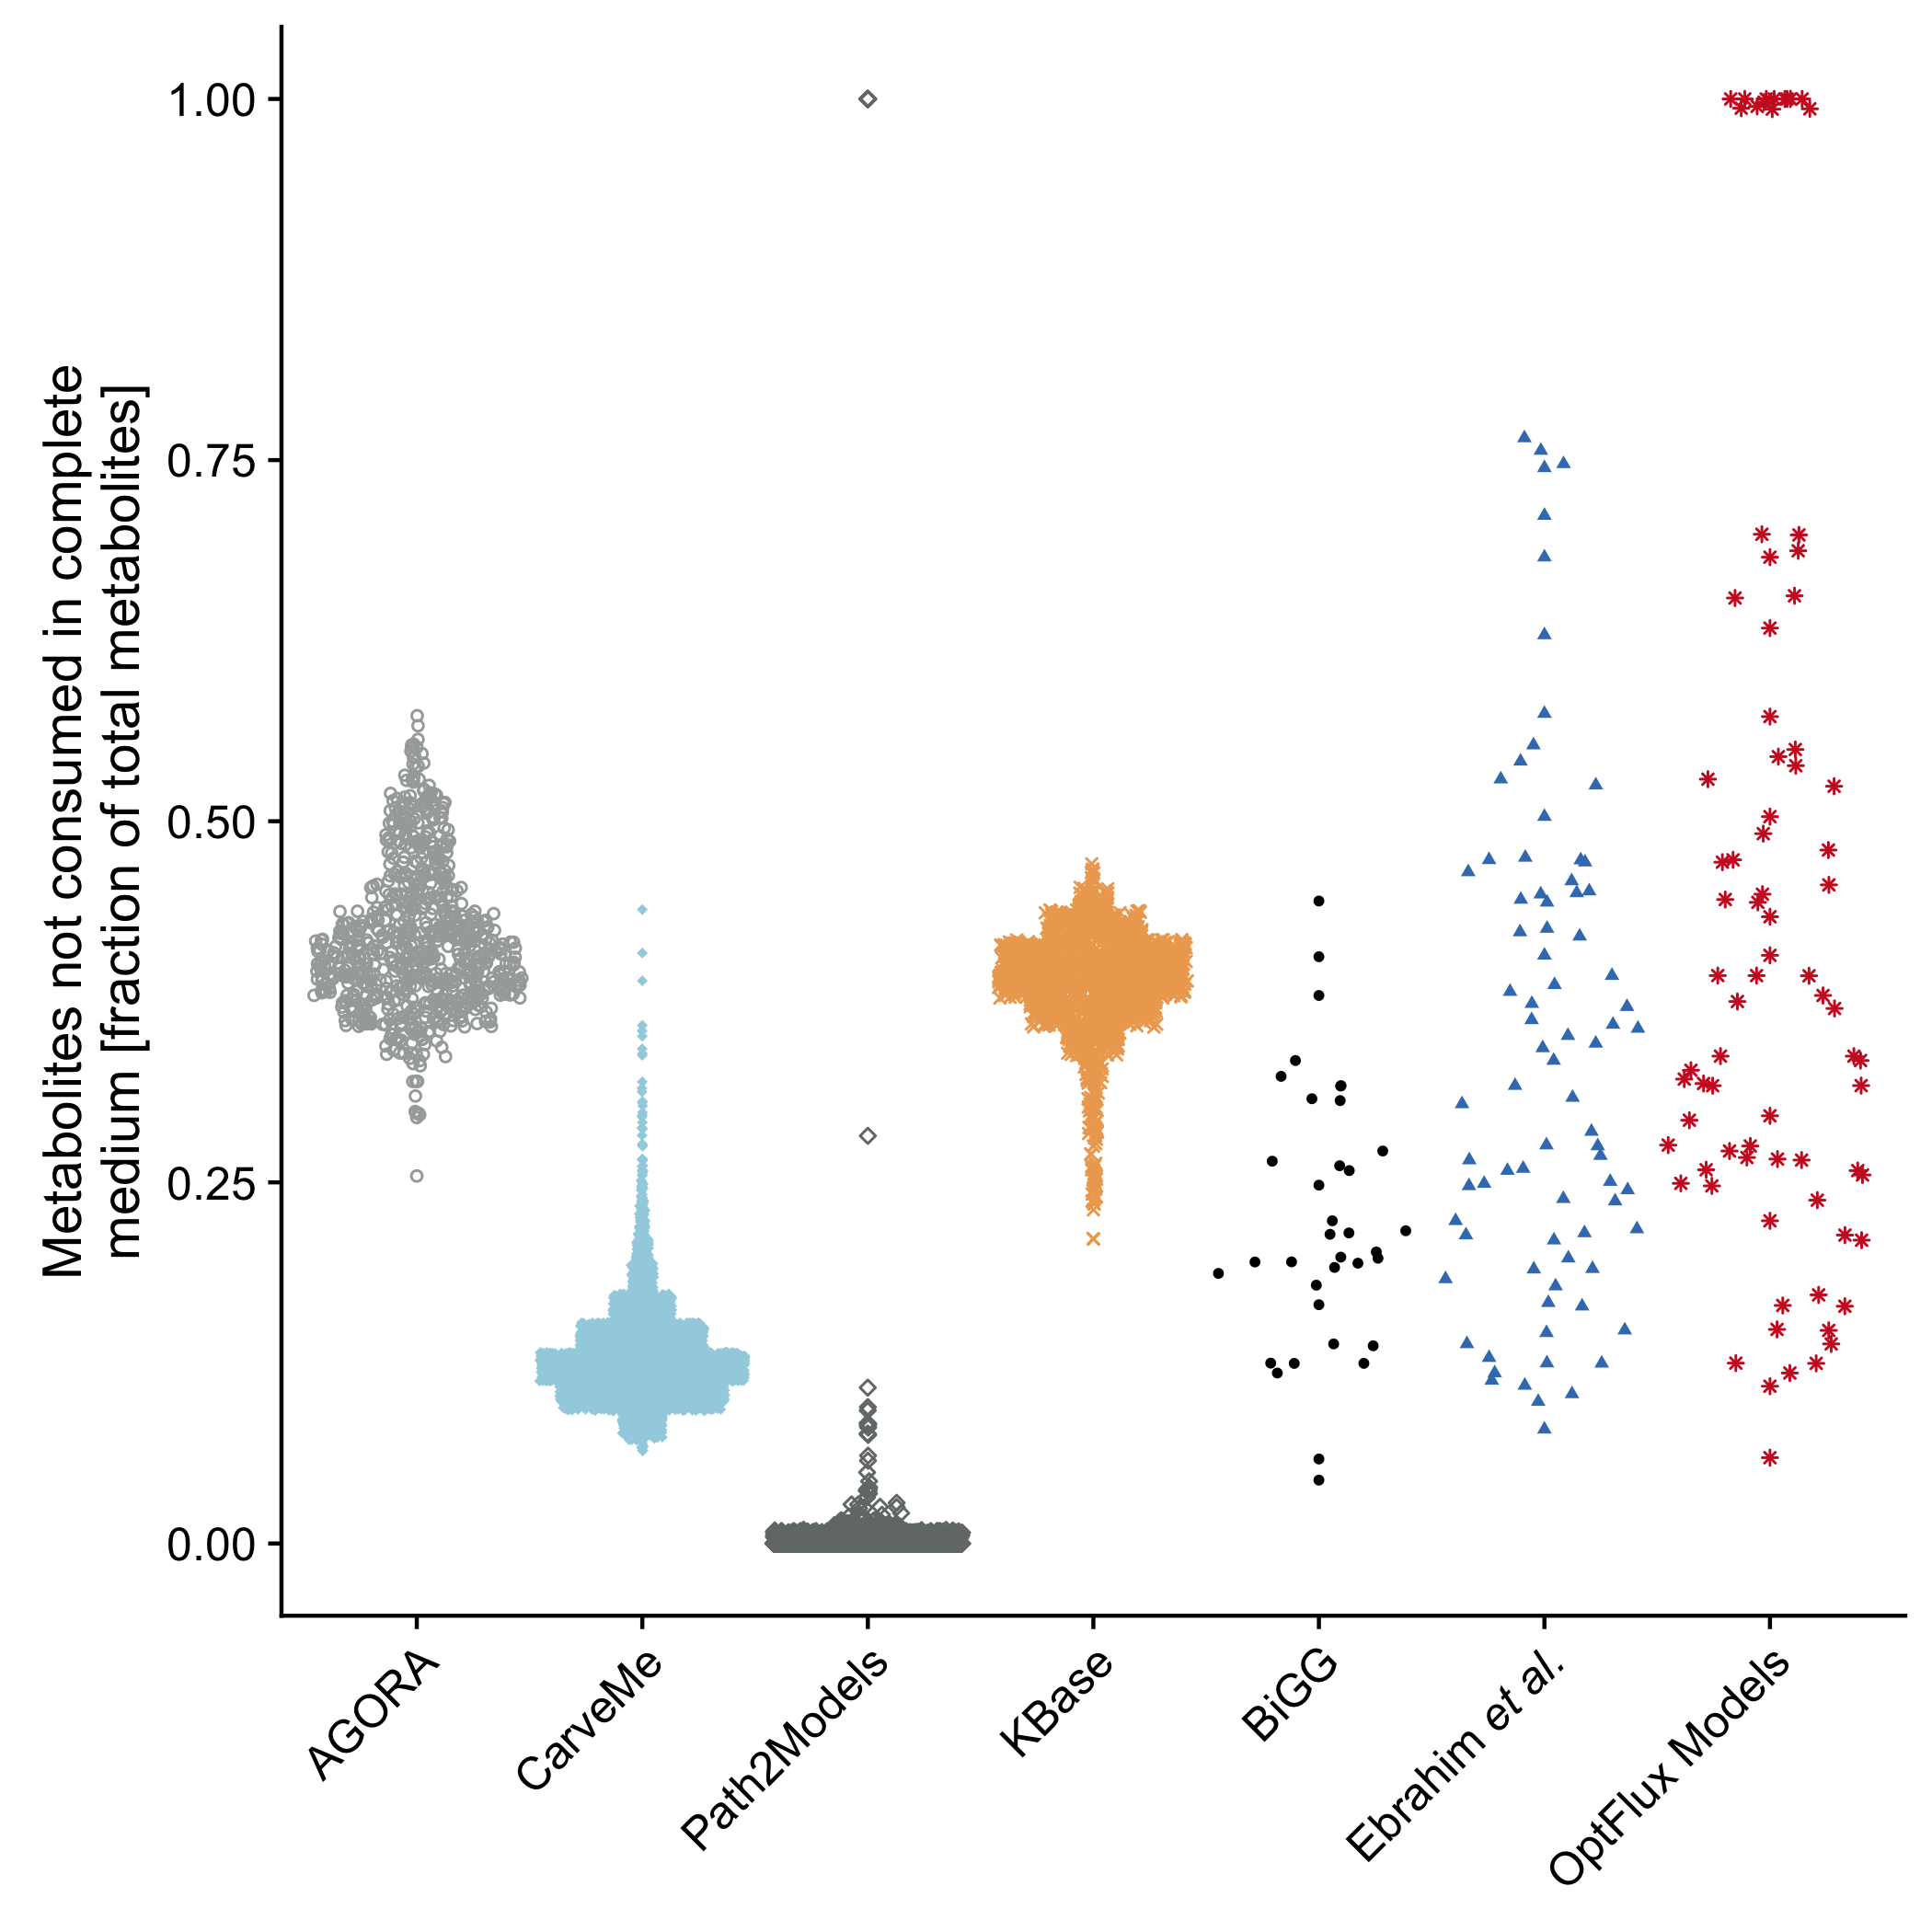 Metabolites not consumed in complete
medium [fraction of total metabolites]
1.00
0.75
0.50
0.25
0.00
AGORA
CarveMe
Path2Models
KBase
BiGG
Ebrahim et al.
OptFlux Models